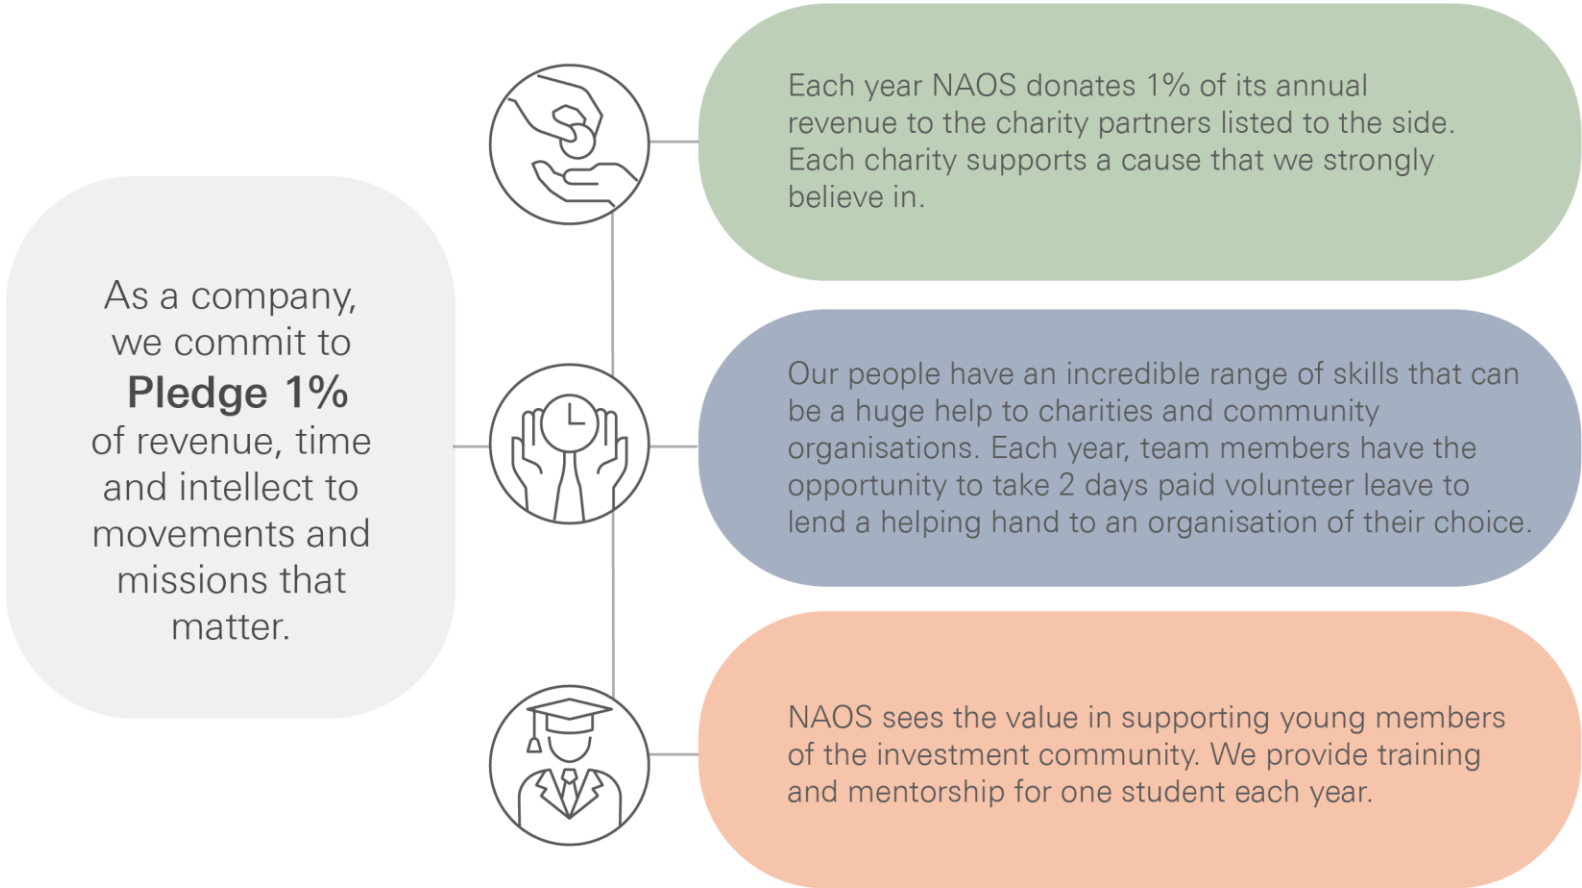 As a company,
we commit to
Pledge 1%
of revenue, time
and intellect to
movements and
missions that
matter.
Each year NAOS donates 1% of its annual
revenue to the charity partners listed to the side.
Each charity supports a cause that we strongly
believe in.
Our people have an incredible range of skills that can
be a huge help to charities and community
organisations. Each year, team members have the
opportunity to take 2 days paid volunteer leave to
lend a helping hand to an organisation of their choice.
NAOS sees the value in supporting young members
of the investment community. We provide training
and mentorship for one student each year.